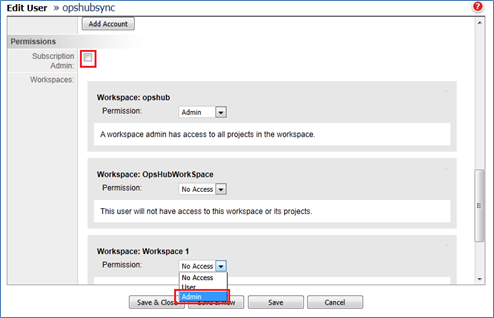 Edit User » opshubsync
?
Add Account
Permissions
Subscription
Admin:
Workspaces:
Workspace: opshub
Permission: Admin
A workspace admin has access to all projects in the workspace.
Workspace: OpsHubWorkSpace
Permission: No Access
This user will not have access to this workspace or its projects.
Workspace: Workspace 1
Permission: No Access
No Access
User
Admin
Save & Close Save & New Save Cancel